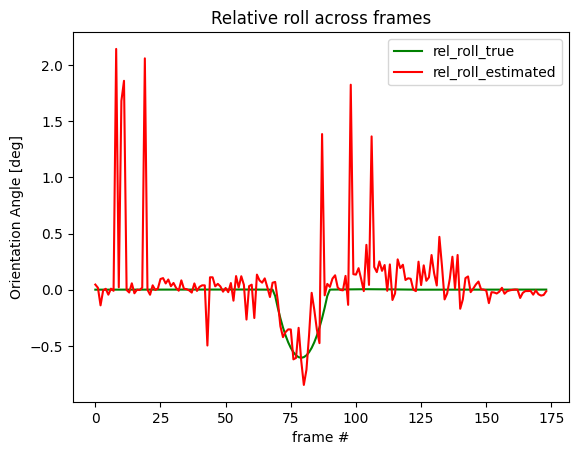 Relative roll across frames
rel_roll_true
rel_roll_estimated
Orientation Angle [deg]
2.0
1.5
1.0
0.5
0.0
−0.5
0 25 50 75 100 125 150 175
frame #